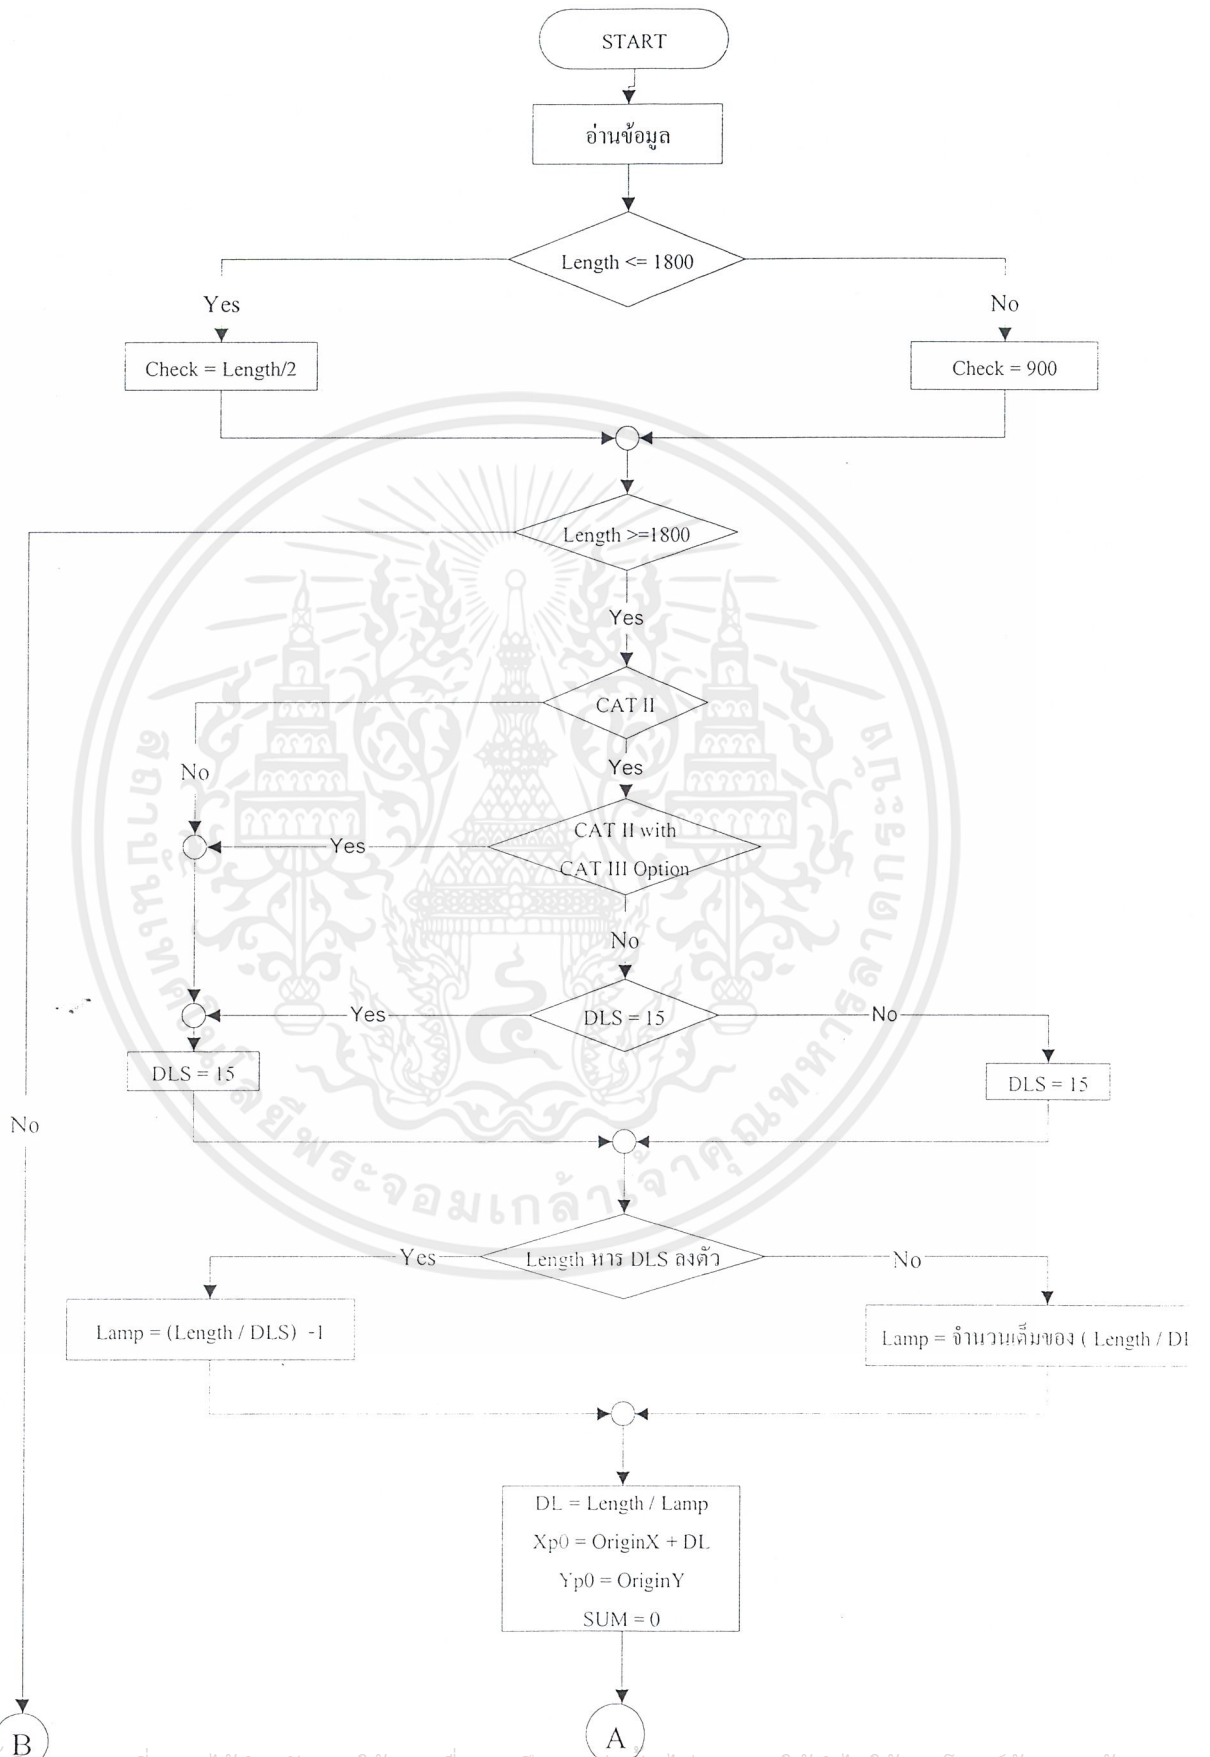 START
อ่านข้อมูล
Length <= 1800
Yes
No
Check = Length/2
Check = 900
Length >=1800
Yes
CAT II
No
Yes
CAT II with
CAT III Option
Yes
No
DLS = 15
Yes
No
DLS = 15
DLS = 15
No
Length หาร DLS ลงตัว
Yes
No
Lamp = (Length / DLS) -1
Lamp = จำนวนเต็มของ ( Length / Dl
DL = Length / Lamp
Xp0 = OriginX + DL
Yp0 = OriginY
SUM = 0
B
A